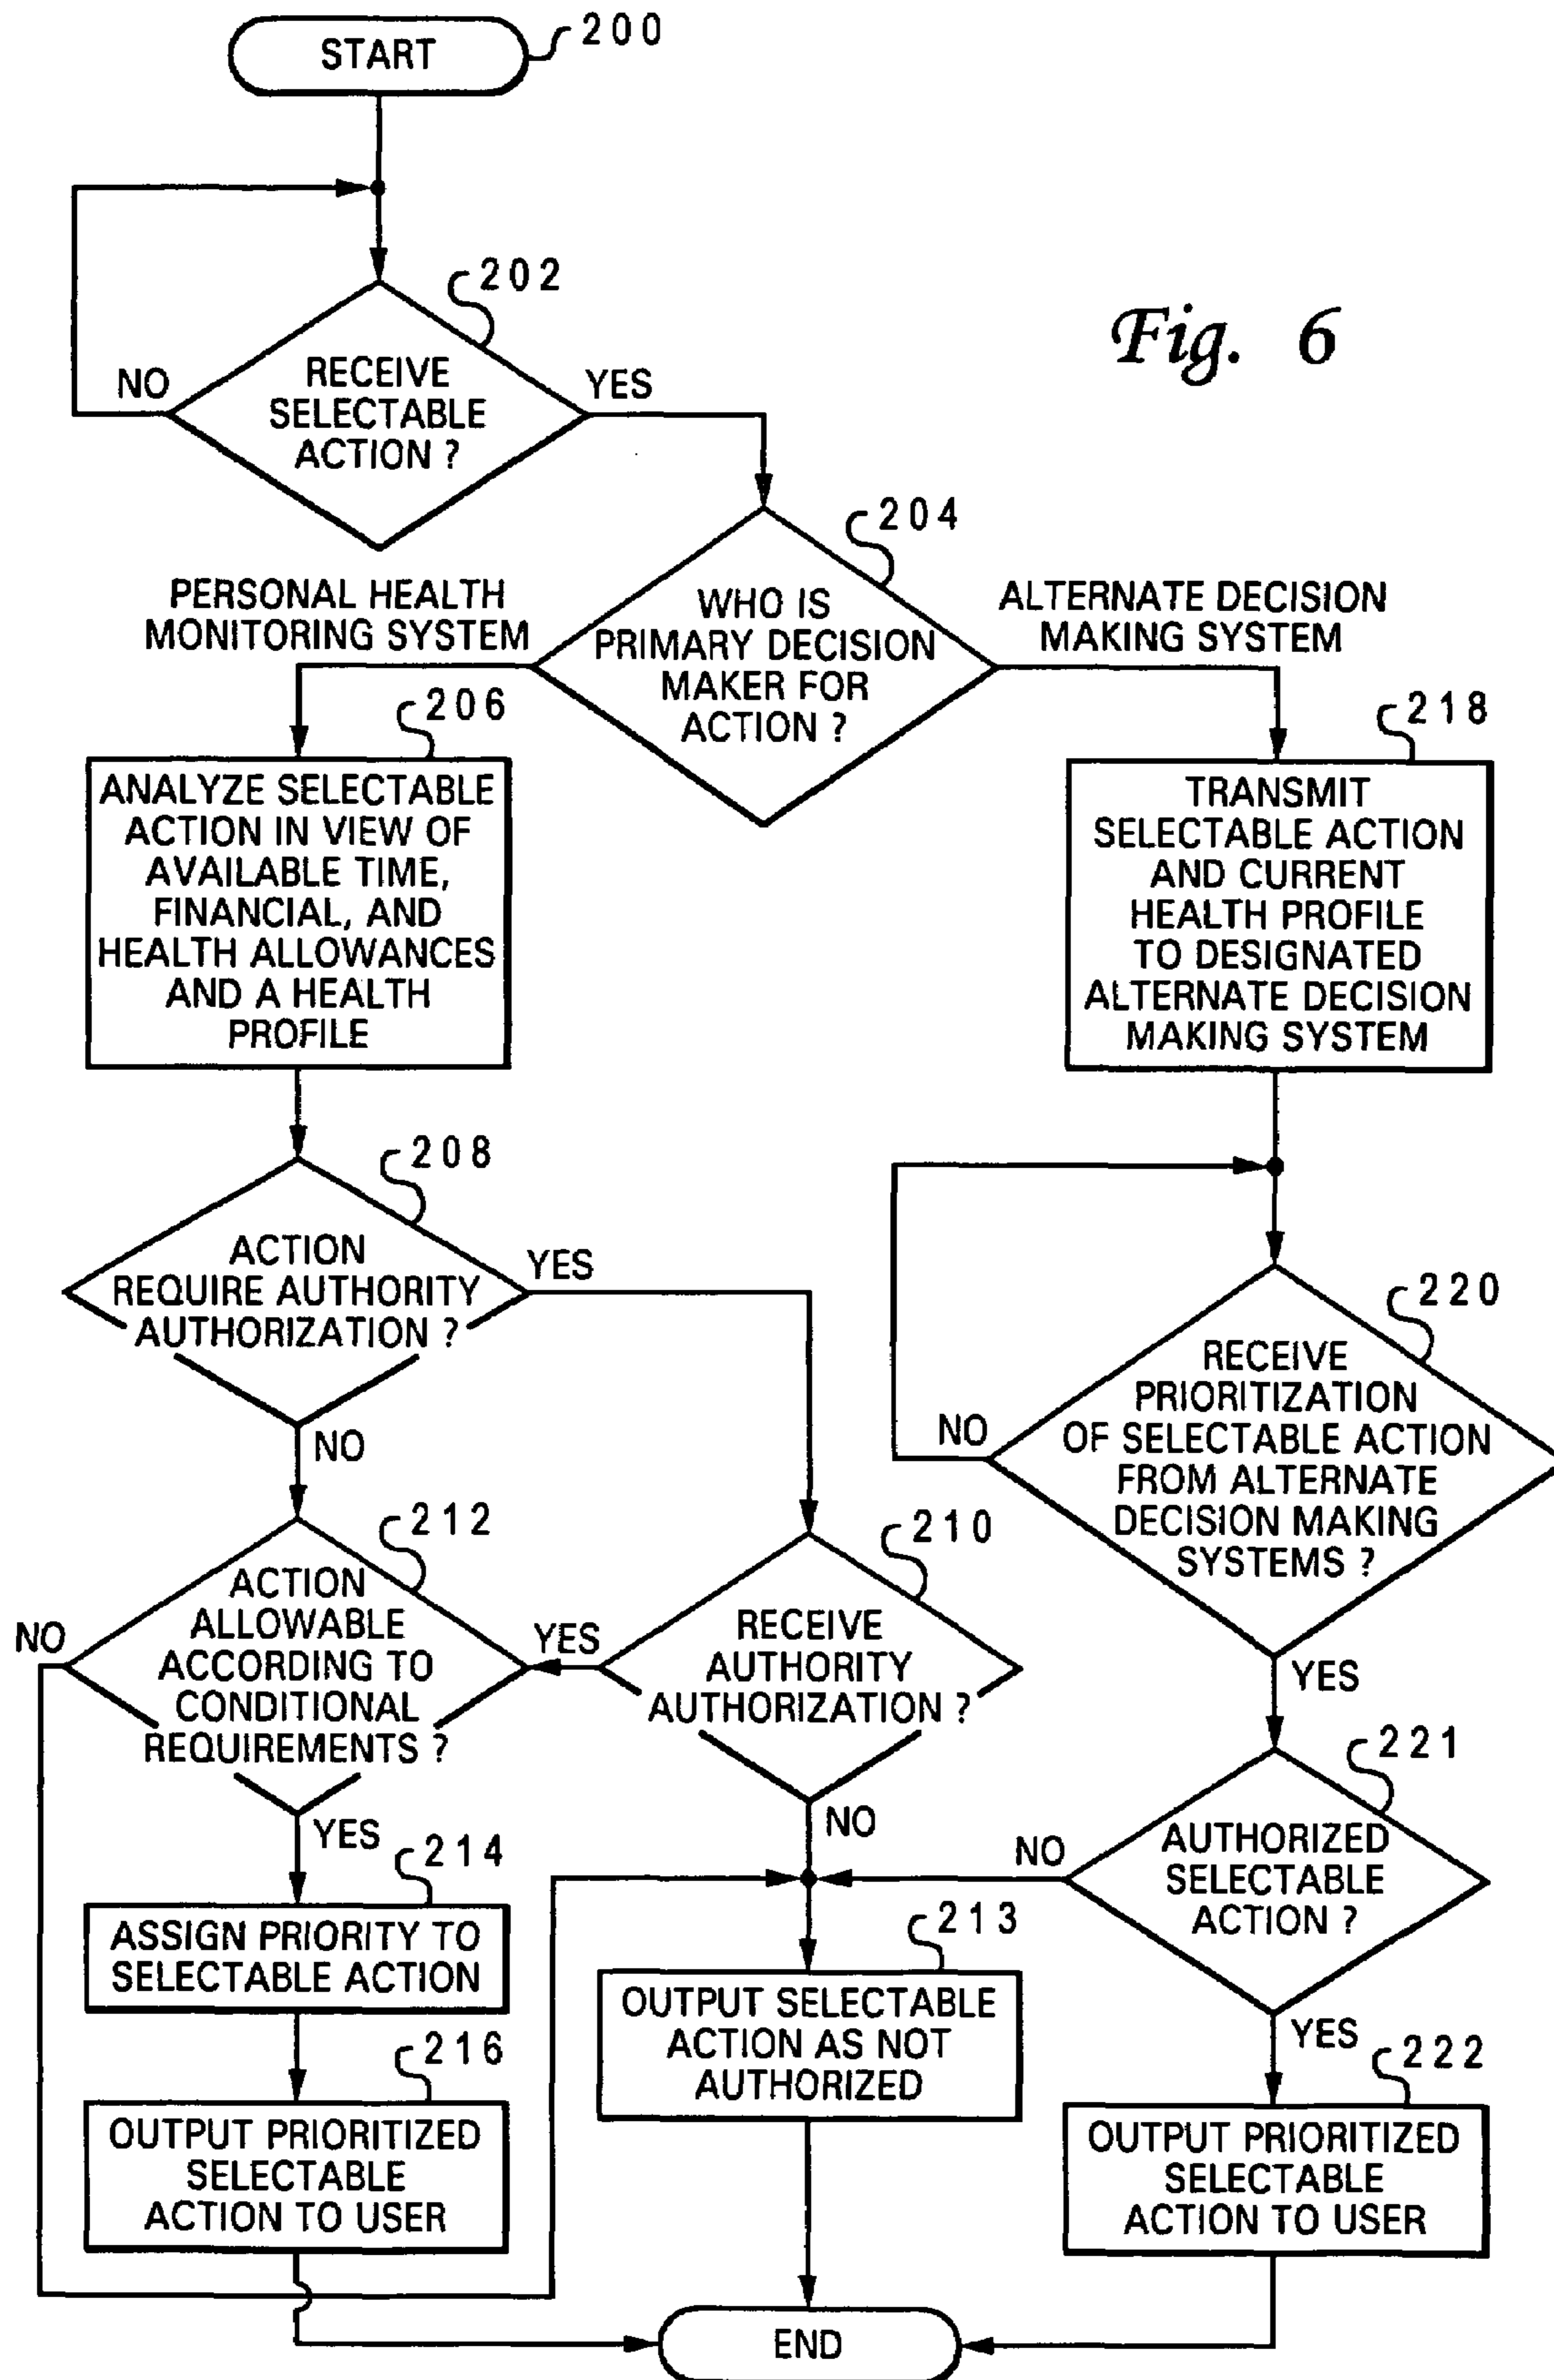 START
200
202
RECEIVE
SELECTABLE
ACTION ?
NO
YES
Fig. 6
204
WHO IS
PRIMARY DECISION
MAKER FOR
ACTION ?
PERSONAL HEALTH
MONITORING SYSTEM
ALTERNATE DECISION
MAKING SYSTEM
206
ANALYZE SELECTABLE
ACTION IN VIEW OF
AVAILABLE TIME,
FINANCIAL, AND
HEALTH ALLOWANCES
AND A HEALTH
PROFILE
218
TRANSMIT
SELECTABLE ACTION
AND CURRENT
HEALTH PROFILE
TO DESIGNATED
ALTERNATE DECISION
MAKING SYSTEM
208
ACTION
REQUIRE AUTHORITY
AUTHORIZATION ?
YES
NO
220
RECEIVE
PRIORITIZATION
OF SELECTABLE ACTION
FROM ALTERNATE
DECISION MAKING
SYSTEMS ?
NO
YES
212
ACTION
ALLOWABLE
ACCORDING TO
CONDITIONAL
REQUIREMENTS ?
NO
YES
210
RECEIVE
AUTHORITY
AUTHORIZATION ?
YES
NO
221
AUTHORIZED
SELECTABLE
ACTION ?
NO
YES
214
ASSIGN PRIORITY TO
SELECTABLE ACTION
213
OUTPUT SELECTABLE
ACTION AS NOT
AUTHORIZED
216
OUTPUT PRIORITIZED
SELECTABLE
ACTION TO USER
222
OUTPUT PRIORITIZED
SELECTABLE
ACTION TO USER
END